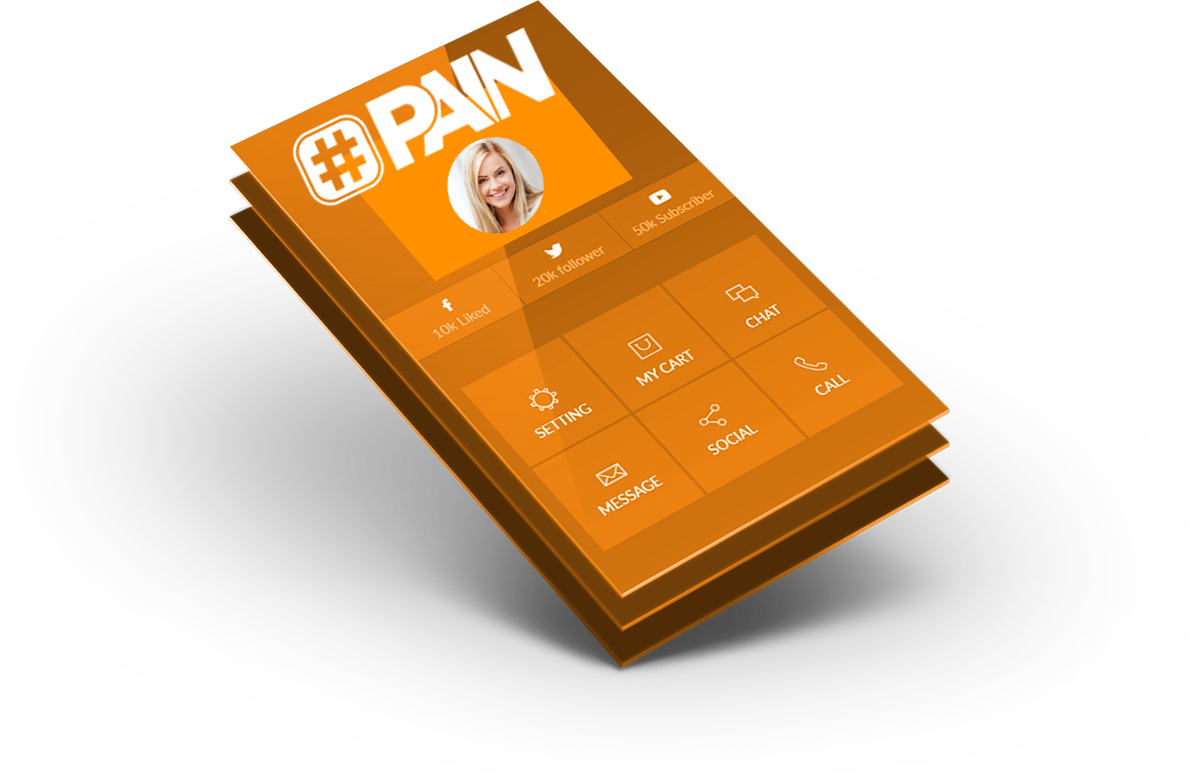 #PAIN
10k Liked
20k follower
50k Subscriber
SETTING
MY CART
CHAT
MESSAGE
SOCIAL
CALL